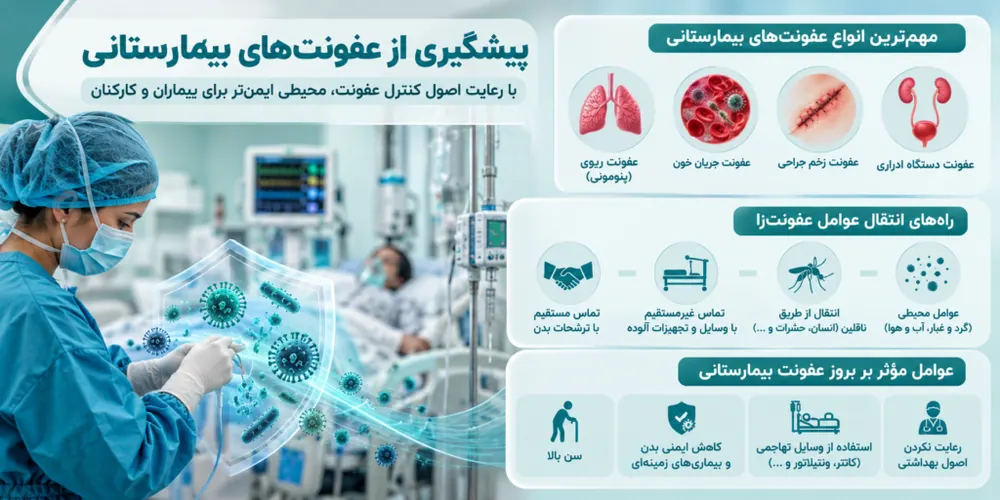 پیشگیری از عفونت‌های بیمارستانی
با رعایت اصول کنترل عفونت، محیطی ایمن‌تر برای بیماران و کارکنان
مهم‌ترین انواع عفونت‌های بیمارستانی
عفونت دستگاه ادراری
عفونت زخم جراحی
عفونت جریان خون
عفونت ریوی
(پنومونی)
راه‌های انتقال عوامل عفونت‌زا
عوامل محیطی
(گرد و غبار، آب و هوا)
انتقال از طریق
ناقلین (انسان، حشرات و ...)
تماس غیرمستقیم
با وسایل و تجهیزات آلوده
تماس مستقیم
با ترشحات بدن
عوامل مؤثر بر بروز عفونت بیمارستانی
رعایت نکردن
اصول بهداشتی
استفاده از وسایل تهاجمی
(کاتتر، ونتیلاتور و ...)
کاهش ایمنی بدن
و بیماری‌های زمینه‌ای
سن بالا